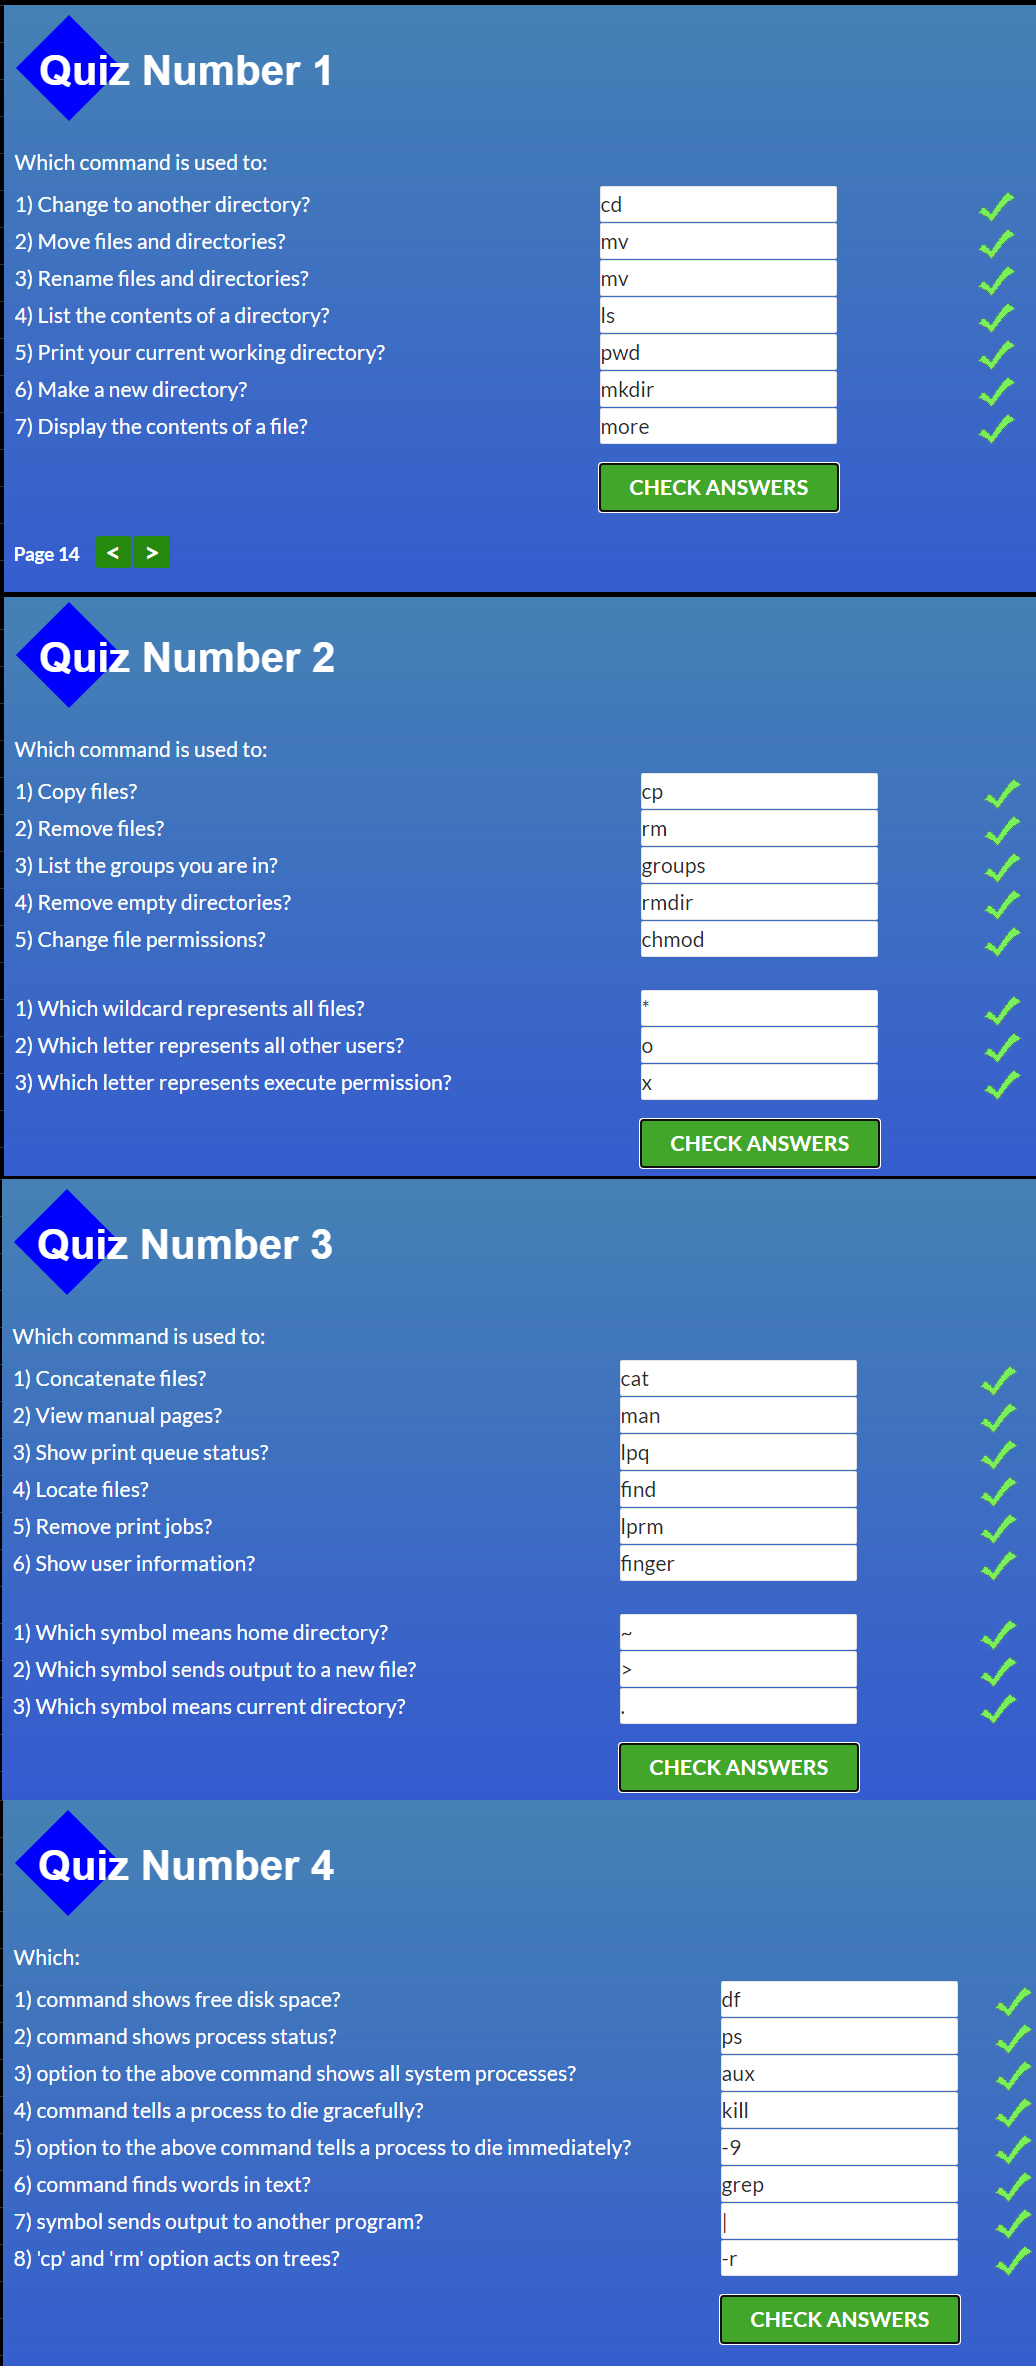 Quiz Number 1
Which command is used to:
1) Change to another directory? cd
2) Move files and directories? mv
3) Rename files and directories? mv
4) List the contents of a directory? ls
5) Print your current working directory? pwd
6) Make a new directory? mkdir
7) Display the contents of a file? more
CHECK ANSWERS
Page 14 < >
Quiz Number 2
Which command is used to:
1) Copy files? cp
2) Remove files? rm
3) List the groups you are in? groups
4) Remove empty directories? rmdir
5) Change file permissions? chmod
1) Which wildcard represents all files? *
2) Which letter represents all other users? o
3) Which letter represents execute permission? x
CHECK ANSWERS
Quiz Number 3
Which command is used to:
1) Concatenate files? cat
2) View manual pages? man
3) Show print queue status? lpq
4) Locate files? find
5) Remove print jobs? lprm
6) Show user information? finger
1) Which symbol means home directory? ~
2) Which symbol sends output to a new file? >
3) Which symbol means current directory? .
CHECK ANSWERS
Quiz Number 4
Which:
1) command shows free disk space? df
2) command shows process status? ps
3) option to the above command shows all system processes? aux
4) command tells a process to die gracefully? kill
5) option to the above command tells a process to die immediately? -9
6) command finds words in text? grep
7) symbol sends output to another program? |
8) 'cp' and 'rm' option acts on trees? -r
CHECK ANSWERS